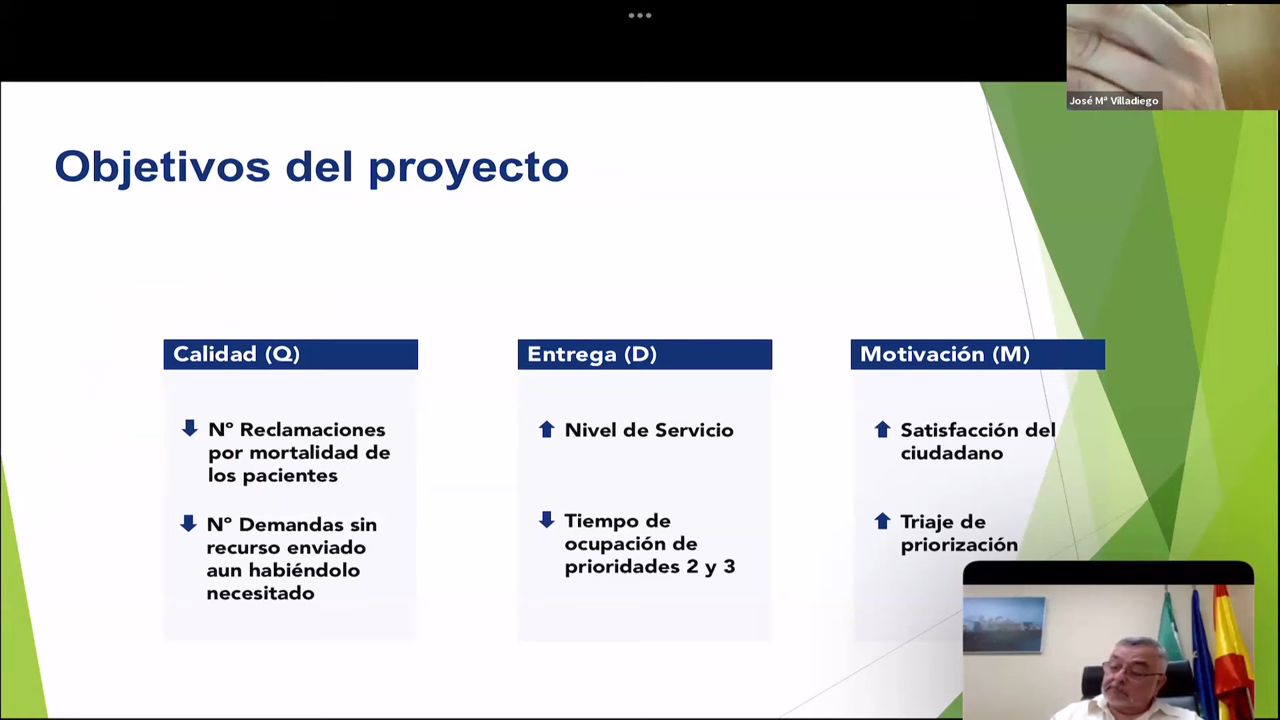 José Mª Villadiego
Objetivos del proyecto
Calidad (Q)
Nº Reclamaciones
por mortalidad de
los pacientes
Nº Demandas sin
recurso enviado
aun habiéndolo
necesitado
Entrega (D)
Nivel de Servicio
Tiempo de
ocupación de
prioridades 2 y 3
Motivación (M)
Satisfacción del
ciudadano
Triaje de
priorización